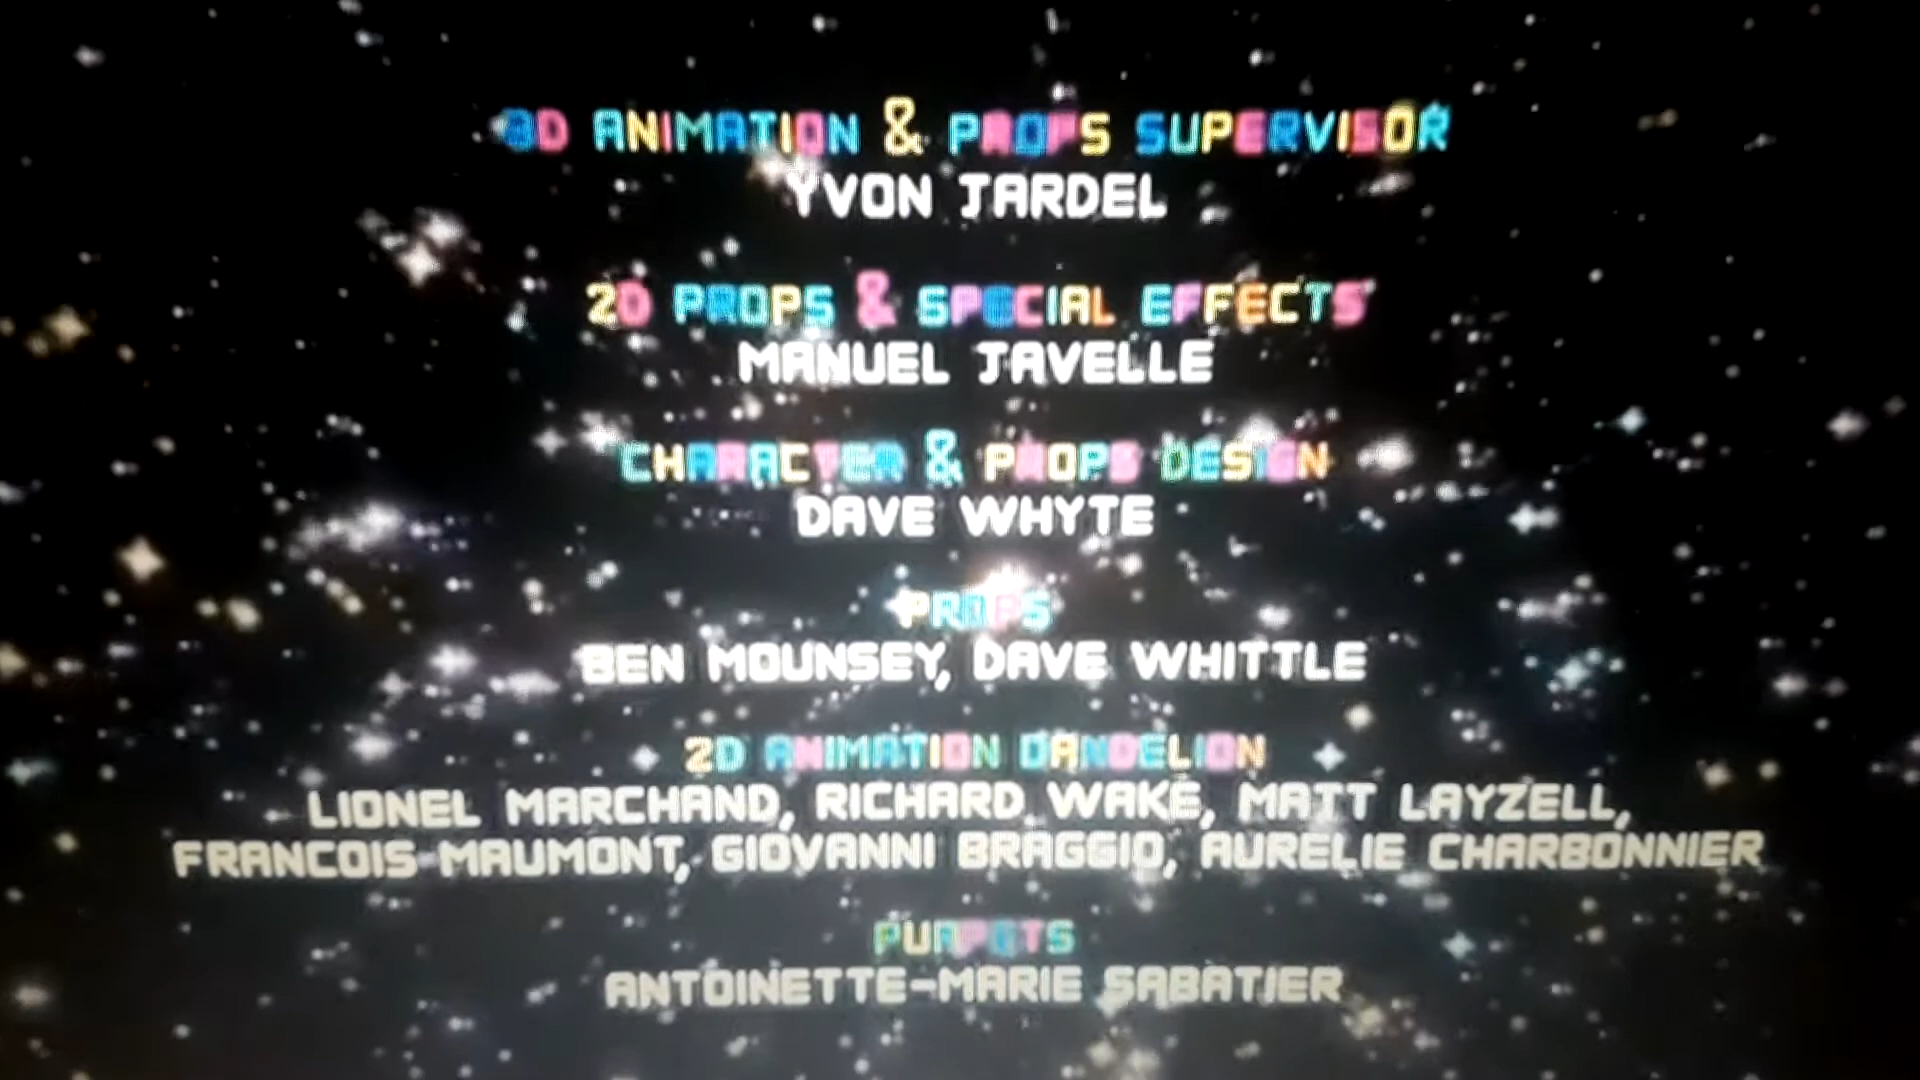 3D ANIMATION & PROPS SUPERVISOR
YVON JARDEL
2D PROPS & SPECIAL EFFECTS
MANUEL JAVELLE
CHARACTER & PROPS DESIGN
DAVE WHYTE
PROPS
BEN MOUNSEY, DAVE WHITTLE
2D ANIMATION DANDELION
LIONEL MARCHAND, RICHARD WAKE, MATT LAYZELL,
FRANCOIS MAUMONT, GIOVANNI BRAGGIO, AURELIE CHARBONNIER
PUPPETS
ANTOINETTE-MARIE SABATIER